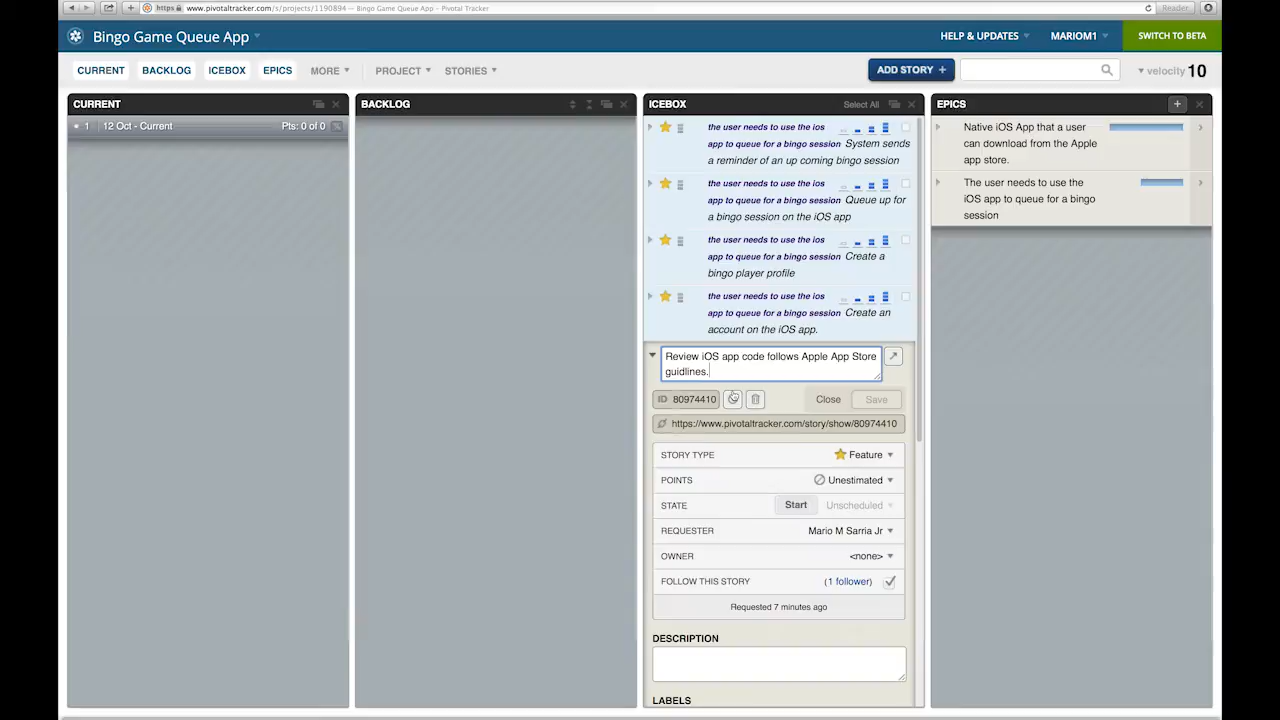 https www.pivotaltracker.com/s/projects/1190894 — Bingo Game Queue App - Pivotal Tracker
Reader
Bingo Game Queue App
HELP & UPDATES
MARIOM1
SWITCH TO BETA
CURRENT
BACKLOG
ICEBOX
EPICS
MORE
PROJECT
STORIES
ADD STORY +
velocity 10
CURRENT
1 12 Oct - Current Pts: 0 of 0
BACKLOG
ICEBOX
Select All
the user needs to use the ios
app to queue for a bingo session System sends
a reminder of an up coming bingo session
the user needs to use the ios
app to queue for a bingo session Queue up for
a bingo session on the iOS app
the user needs to use the ios
app to queue for a bingo session Create a
bingo player profile
the user needs to use the ios
app to queue for a bingo session Create an
account on the iOS app.
Review iOS app code follows Apple App Store
guidlines.
ID 80974410
Close
Save
https://www.pivotaltracker.com/story/show/80974410
STORY TYPE Feature
POINTS Unestimated
STATE Start Unscheduled
REQUESTER Mario M Sarria Jr
OWNER <none>
FOLLOW THIS STORY (1 follower)
Requested 7 minutes ago
DESCRIPTION
LABELS
EPICS
Native iOS App that a user
can download from the Apple
app store.
The user needs to use the
iOS app to queue for a bingo
session